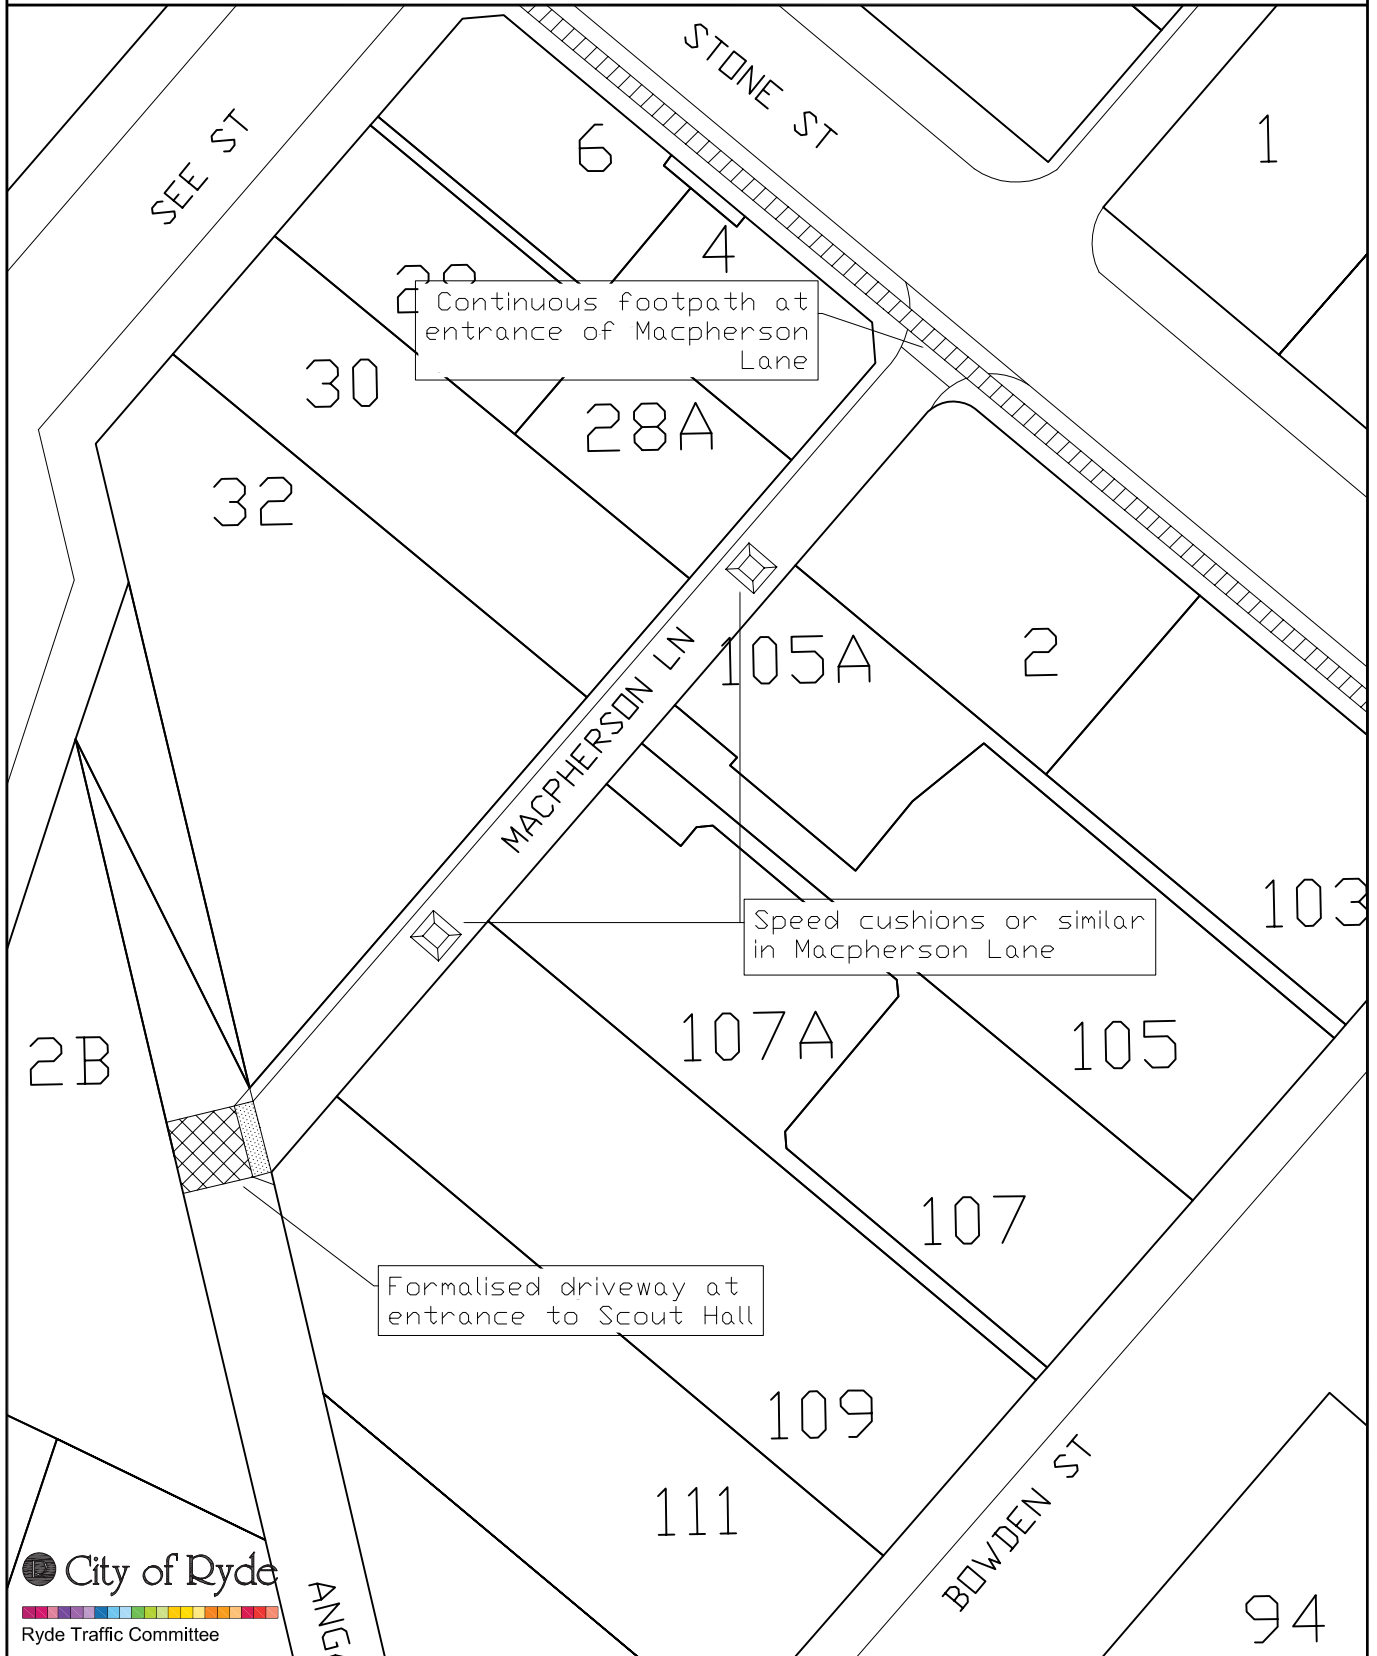 STONE ST
SEE ST
6
1
4
Continuous footpath at
entrance of Macpherson
Lane
30
28A
32
MACPHERSON LN
105A
2
103
Speed cushions or similar
in Macpherson Lane
107A
105
2B
107
Formalised driveway at
entrance to Scout Hall
109
111
BOWDEN ST
City of Ryde
ANG
94
Ryde Traffic Committee